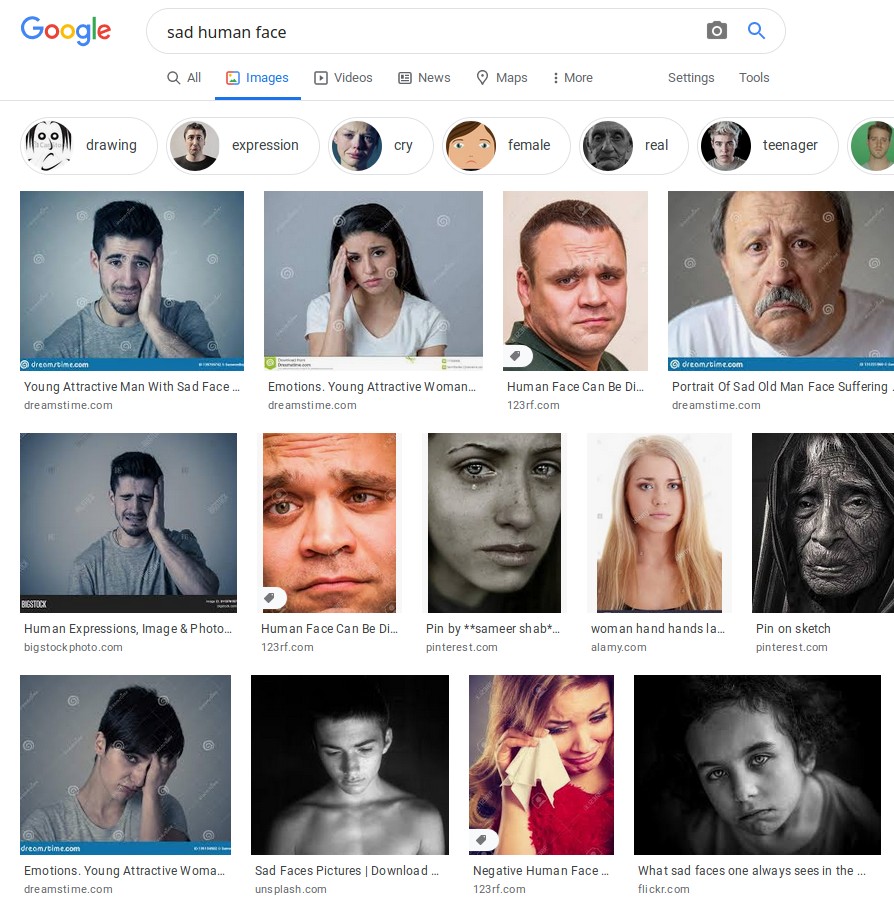 Google
sad human face
All
Images
Videos
News
Maps
More
Settings
Tools
drawing
expression
cry
female
real
teenager
dreamstime.com
Dreamstime.com
dreamstime.com
Young Attractive Man With Sad Face ...
dreamstime.com
Emotions. Young Attractive Woman...
dreamstime.com
Human Face Can Be Di...
123rf.com
Portrait Of Sad Old Man Face Suffering
dreamstime.com
BIGSTOCK
Human Expressions, Image & Photo...
bigstockphoto.com
Human Face Can Be Di...
123rf.com
Pin by **sameer shab*...
pinterest.com
woman hand hands la...
alamy.com
Pin on sketch
pinterest.com
dreamstime.com
Emotions. Young Attractive Woma...
dreamstime.com
Sad Faces Pictures | Download ...
unsplash.com
Negative Human Face ...
123rf.com
What sad faces one always sees in the ...
flickr.com